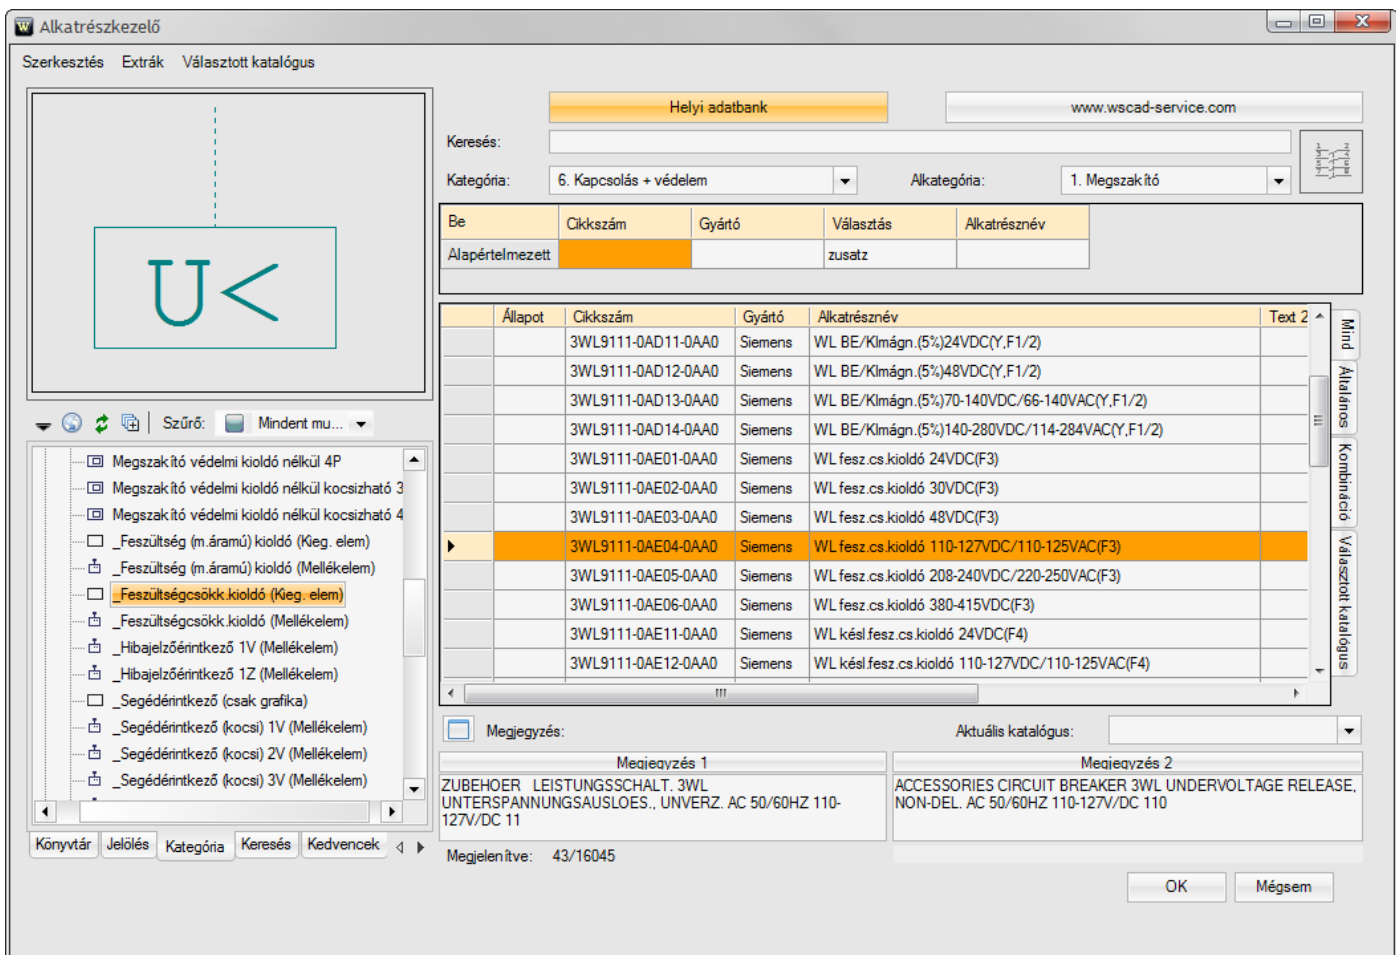 Alkatrészkezelő
Szerkesztés Extrák Választott katalógus
U<
Helyi adatbank www.wscad-service.com
Keresés:
Kategória: 6. Kapcsolás + védelem Alkategória: 1. Megszakító
Be Cikkszám Gyártó Választás Alkatrésznév
Alapértelmezett zusatz
Állapot Cikkszám Gyártó Alkatrésznév Text 2
3WL9111-0AD11-0AA0 Siemens WL BE/Klmágn.(5%)24VDC(Y,F1/2)
3WL9111-0AD12-0AA0 Siemens WL BE/Klmágn.(5%)48VDC(Y,F1/2)
3WL9111-0AD13-0AA0 Siemens WL BE/Klmágn.(5%)70-140VDC/66-140VAC(Y,F1/2)
3WL9111-0AD14-0AA0 Siemens WL BE/Klmágn.(5%)140-280VDC/114-284VAC(Y,F1/2)
3WL9111-0AE01-0AA0 Siemens WL fesz.cs.kioldó 24VDC(F3)
3WL9111-0AE02-0AA0 Siemens WL fesz.cs.kioldó 30VDC(F3)
3WL9111-0AE03-0AA0 Siemens WL fesz.cs.kioldó 48VDC(F3)
3WL9111-0AE04-0AA0 Siemens WL fesz.cs.kioldó 110-127VDC/110-125VAC(F3)
3WL9111-0AE05-0AA0 Siemens WL fesz.cs.kioldó 208-240VDC/220-250VAC(F3)
3WL9111-0AE06-0AA0 Siemens WL fesz.cs.kioldó 380-415VDC(F3)
3WL9111-0AE11-0AA0 Siemens WL késl.fesz.cs.kioldó 24VDC(F4)
3WL9111-0AE12-0AA0 Siemens WL késl.fesz.cs.kioldó 110-127VDC/110-125VAC(F4)
Mind
Általános
Kombináció
Választott katalógus
Szűrő: Mindent mu...
Megszakító védelmi kioldó nélkül 4P
Megszakító védelmi kioldó nélkül kocsizható 3
Megszakító védelmi kioldó nélkül kocsizható 4
_Feszültség (m.áramú) kioldó (Kieg. elem)
_Feszültség (m.áramú) kioldó (Mellékelem)
_Feszültségcsökk.kioldó (Kieg. elem)
_Feszültségcsökk.kioldó (Mellékelem)
_Hibajelzőérintkező 1V (Mellékelem)
_Hibajelzőérintkező 1Z (Mellékelem)
_Segédérintkező (csak grafika)
_Segédérintkező (kocsi) 1V (Mellékelem)
_Segédérintkező (kocsi) 2V (Mellékelem)
_Segédérintkező (kocsi) 3V (Mellékelem)
Könyvtár Jelölés Kategória Keresés Kedvencek
Megjegyzés: Aktuális katalógus:
Megjegyzés 1 Megjegyzés 2
ZUBEHOER LEISTUNGSSCHALT. 3WL
UNTERSPANNUNGSAUSLOES., UNVERZ. AC 50/60HZ 110-
127V/DC 11
ACCESSORIES CIRCUIT BREAKER 3WL UNDERVOLTAGE RELEASE,
NON-DEL. AC 50/60HZ 110-127V/DC 110
Megjelenítve: 43/16045
OK Mégsem